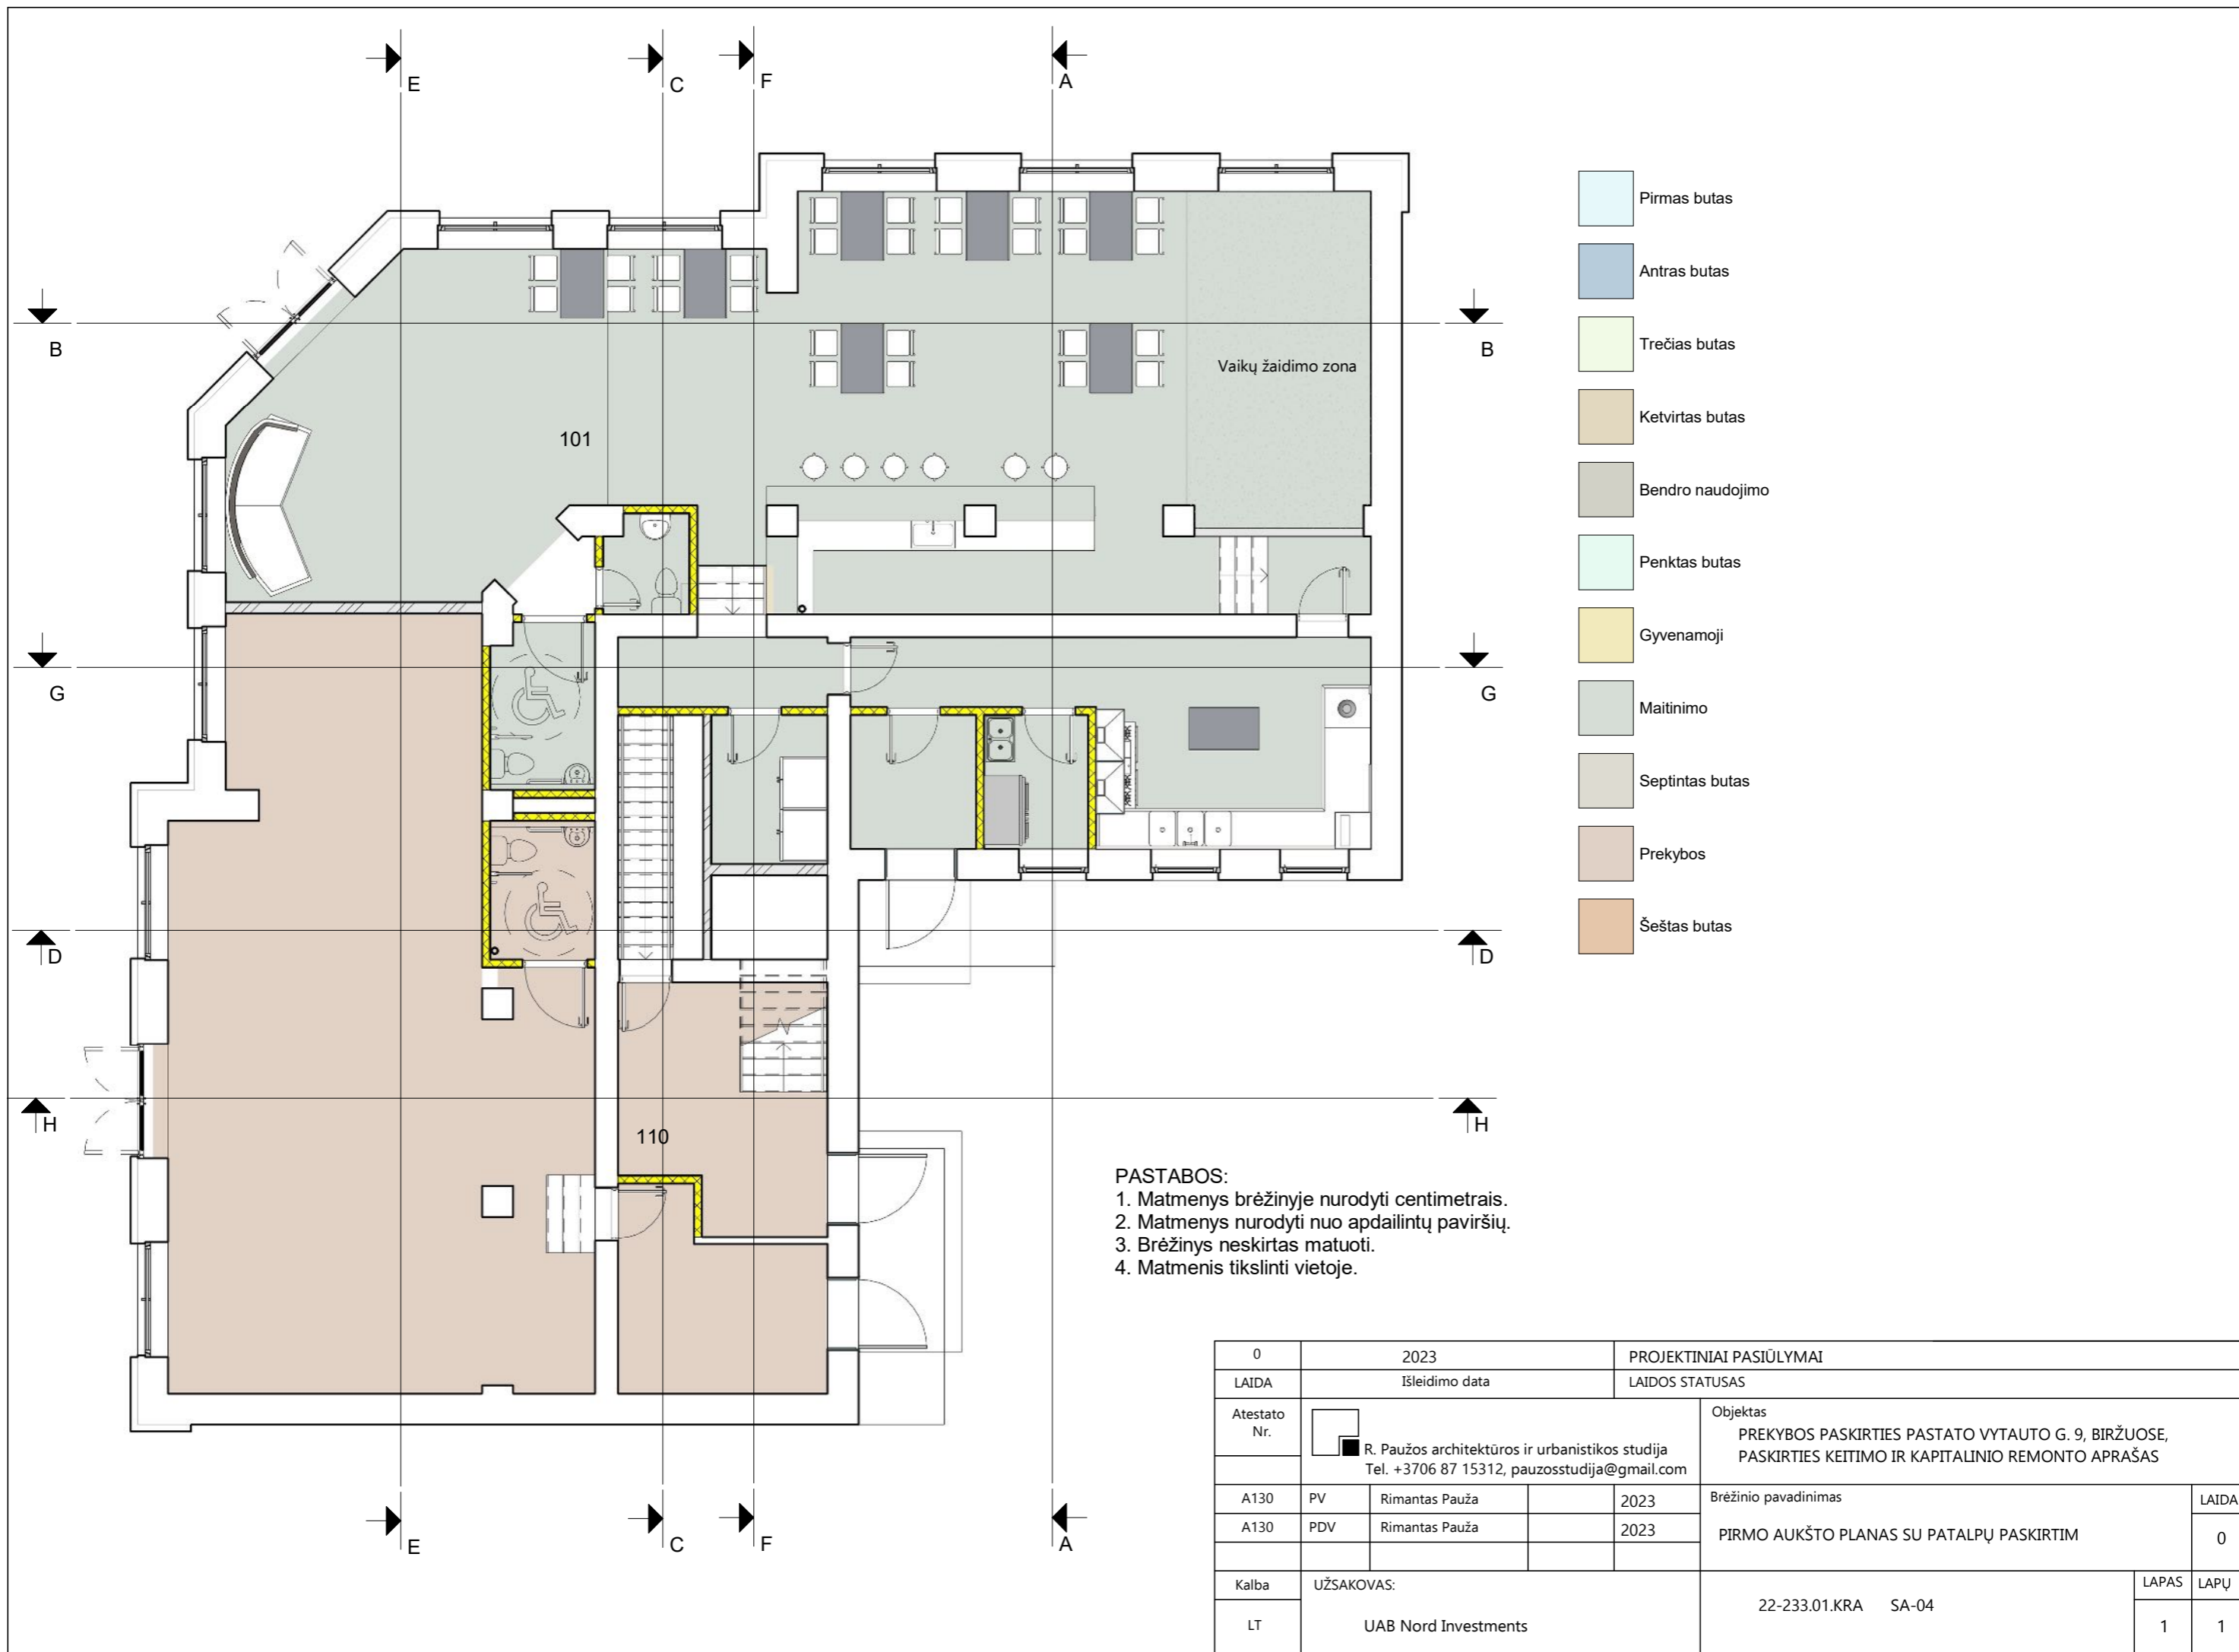 E
C
F
A
B
B
G
G
D
D
H
H
E
C
F
A
101
Vaikų žaidimo zona
110
Pirmas butas
Antras butas
Trečias butas
Ketvirtas butas
Bendro naudojimo
Penktas butas
Gyvenamoji
Maitinimo
Septintas butas
Prekybos
Šeštas butas
PASTABOS:
1. Matmenys brėžinyje nurodyti centimetrais.
2. Matmenys nurodyti nuo apdailintų paviršių.
3. Brėžinys neskirtas matuoti.
4. Matmenis tikslinti vietoje.
0 2023 PROJEKTINIAI PASIŪLYMAI
LAIDA Išleidimo data LAIDOS STATUSAS
Atestato
Nr.
R. Paužos architektūros ir urbanistikos studija
Tel. +3706 87 15312, pauzosstudija@gmail.com
Objektas
PREKYBOS PASKIRTIES PASTATO VYTAUTO G. 9, BIRŽUOSE,
PASKIRTIES KEITIMO IR KAPITALINIO REMONTO APRAŠAS
A130 PV Rimantas Pauža 2023
A130 PDV Rimantas Pauža 2023
Brėžinio pavadinimas
PIRMO AUKŠTO PLANAS SU PATALPŲ PASKIRTIM
LAIDA
0
Kalba
LT
UŽSAKOVAS:
UAB Nord Investments
22-233.01.KRA SA-04
LAPAS LAPŲ
1 1